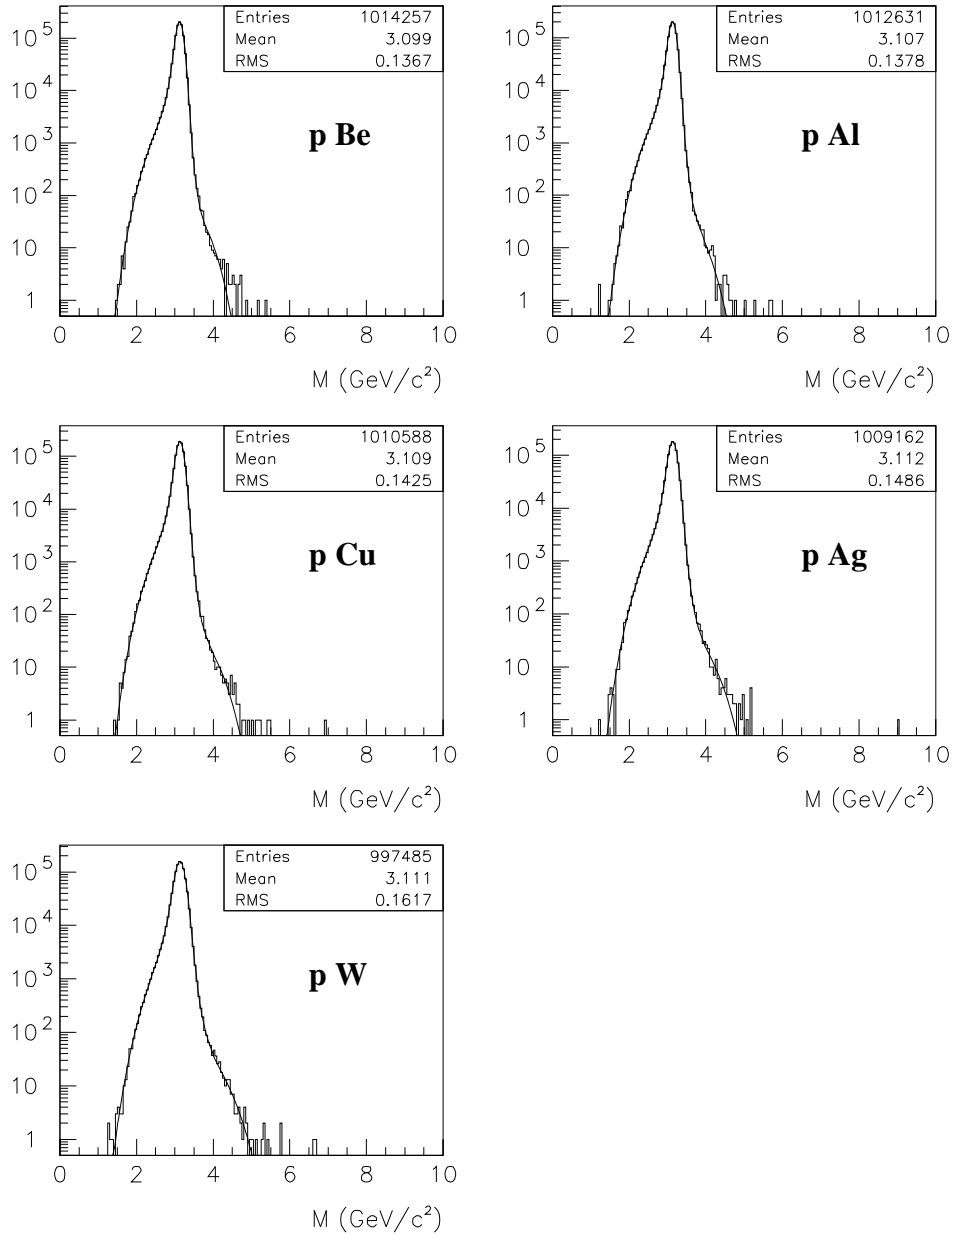 Entries 1014257
Mean 3.099
RMS 0.1367
10^5
10^4
10^3
10^2
10
1
p Be
0 2 4 6 8 10
M (GeV/c²)
Entries 1012631
Mean 3.107
RMS 0.1378
10^5
10^4
10^3
10^2
10
1
p Al
0 2 4 6 8 10
M (GeV/c²)
Entries 1010588
Mean 3.109
RMS 0.1425
10^5
10^4
10^3
10^2
10
1
p Cu
0 2 4 6 8 10
M (GeV/c²)
Entries 1009162
Mean 3.112
RMS 0.1486
10^5
10^4
10^3
10^2
10
1
p Ag
0 2 4 6 8 10
M (GeV/c²)
Entries 997485
Mean 3.111
RMS 0.1617
10^5
10^4
10^3
10^2
10
1
p W
0 2 4 6 8 10
M (GeV/c²)